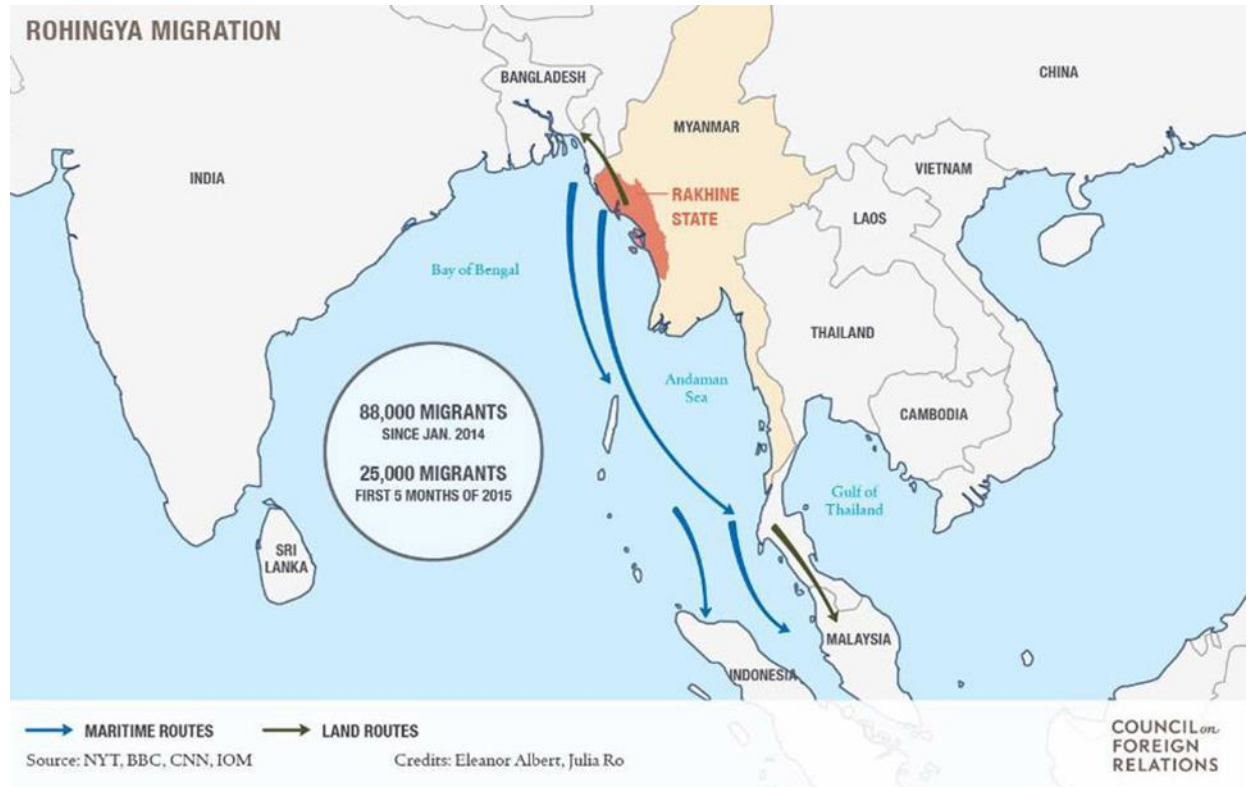 ROHINGYA MIGRATION
BANGLADESH
CHINA
MYANMAR
INDIA
VIETNAM
RAKHINE
STATE
LAOS
Bay of Bengal
THAILAND
Andaman
Sea
CAMBODIA
88,000 MIGRANTS
SINCE JAN. 2014
25,000 MIGRANTS
FIRST 5 MONTHS OF 2015
Gulf of
Thailand
SRI
LANKA
MALAYSIA
INDONESIA
MARITIME ROUTES
LAND ROUTES
Source: NYT, BBC, CNN, IOM
Credits: Eleanor Albert, Julia Ro
COUNCIL on
FOREIGN
RELATIONS